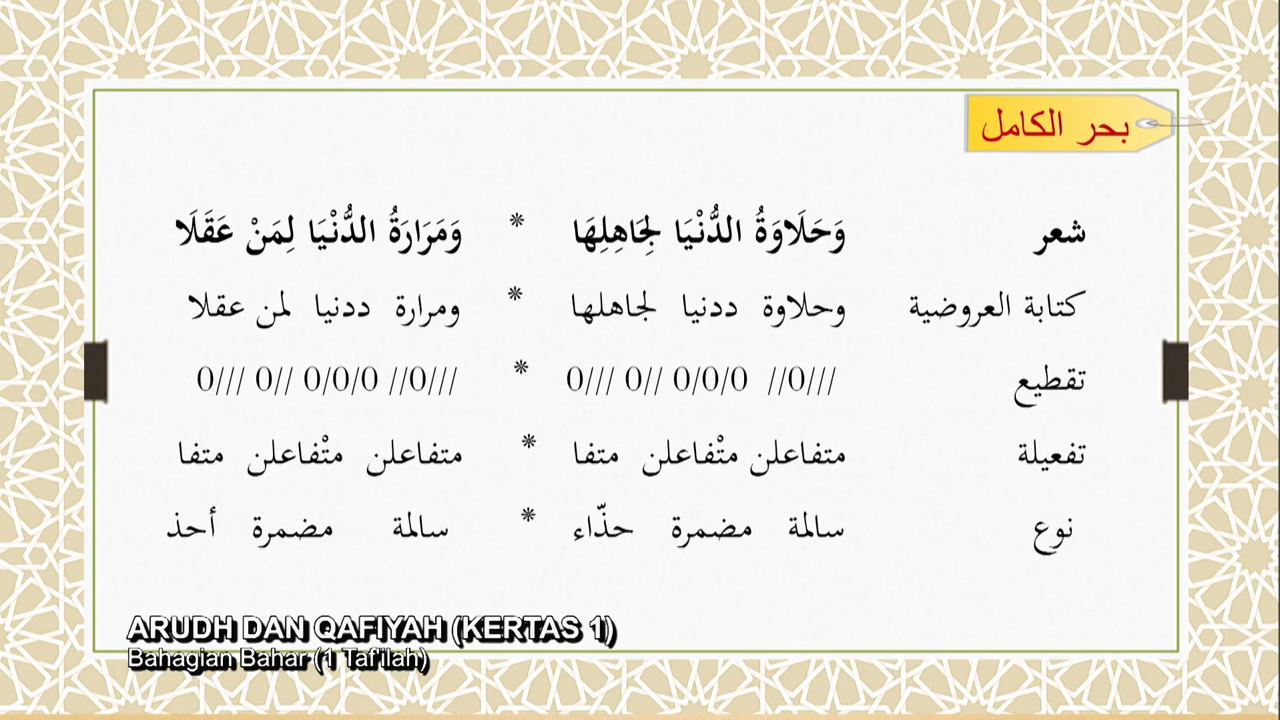 بحر الكامل
شعر وَحَلَاوَةُ الدُّنْيَا لِجَاهِلِهَا * وَمَرَارَةُ الدُّنْيَا لِمَنْ عَقَلَا
كتابة العروضية وحلاوة ددنيا لجاهلها * ومرارة ددنيا لمن عقلا
تقطيع ///0// 0/0/0 //0 ///0 * ///0// 0/0/0 //0 ///0
تفعيلة متفاعلن متْفاعلن متفا * متفاعلن متْفاعلن متفا
نوع سالمة مضمرة حذّاء * سالمة مضمرة أحذ
ARUDH DAN QAFIYAH (KERTAS 1)
Bahagian Bahar (1 Taf'ilah)